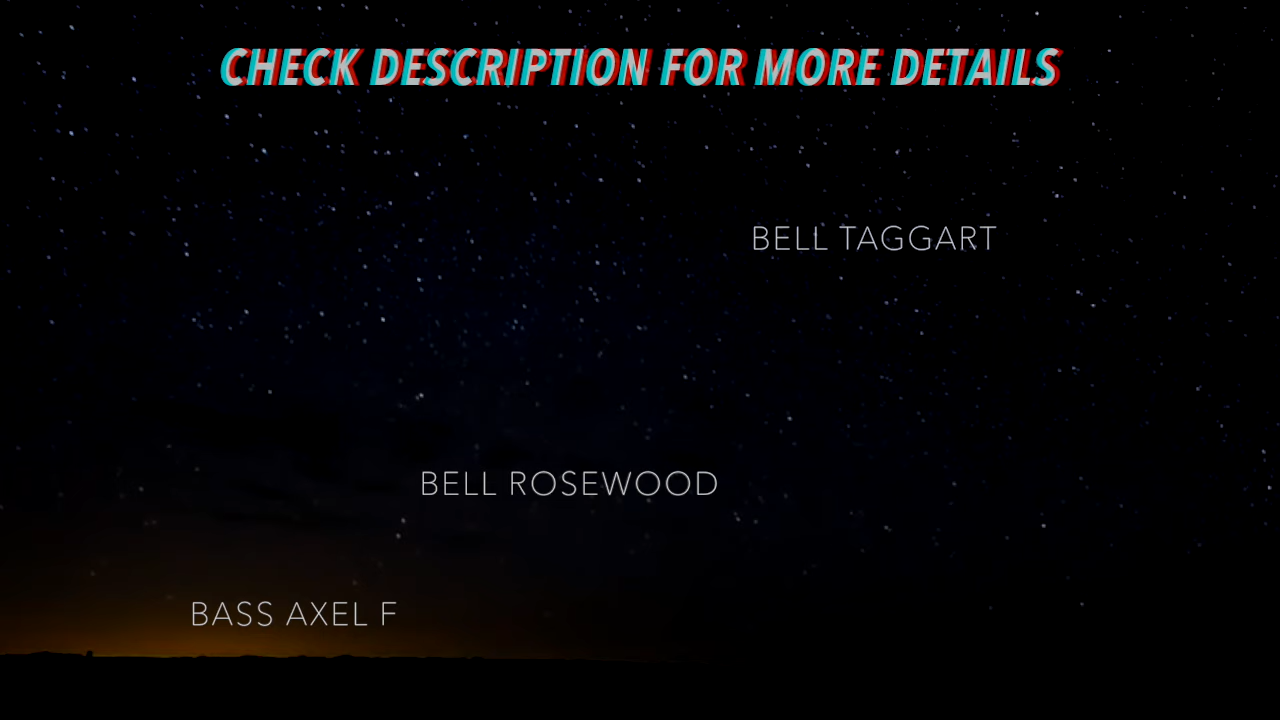 CHECK DESCRIPTION FOR MORE DETAILS
BELL TAGGART
BELL ROSEWOOD
BASS AXEL F